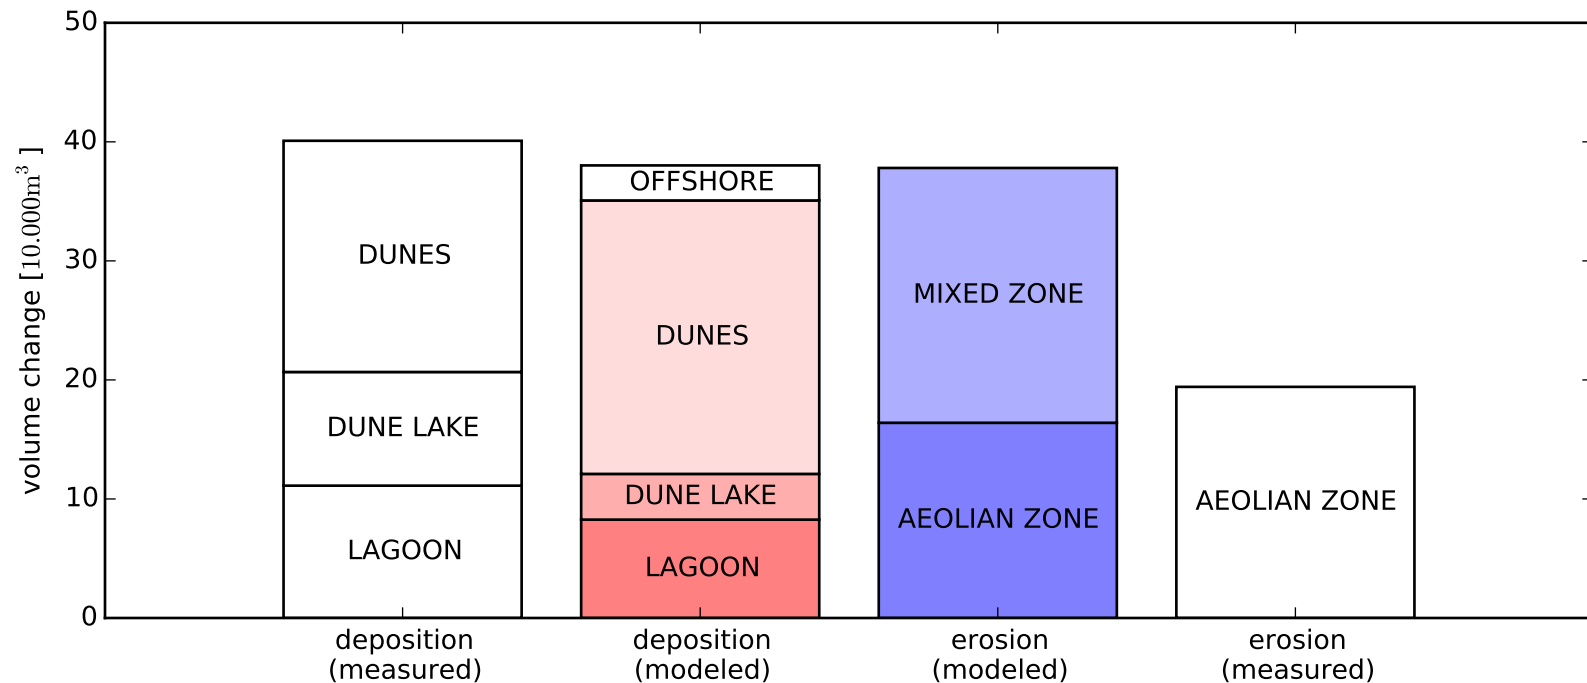 50
40
30
20
10
0
volume change [10.000m³ ]
DUNES
DUNE LAKE
LAGOON
OFFSHORE
DUNES
DUNE LAKE
LAGOON
MIXED ZONE
AEOLIAN ZONE
AEOLIAN ZONE
deposition
(measured)
deposition
(modeled)
erosion
(modeled)
erosion
(measured)